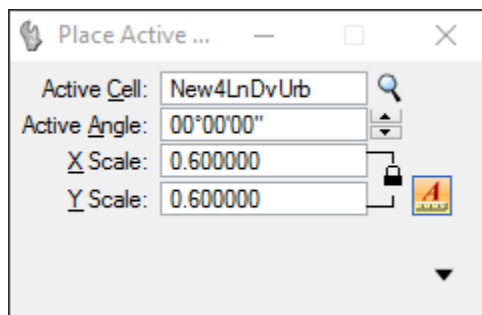 Place Active ...
Active Cell: New4LnDvUrb
Active Angle: 00°00'00"
X Scale: 0.600000
Y Scale: 0.600000
A